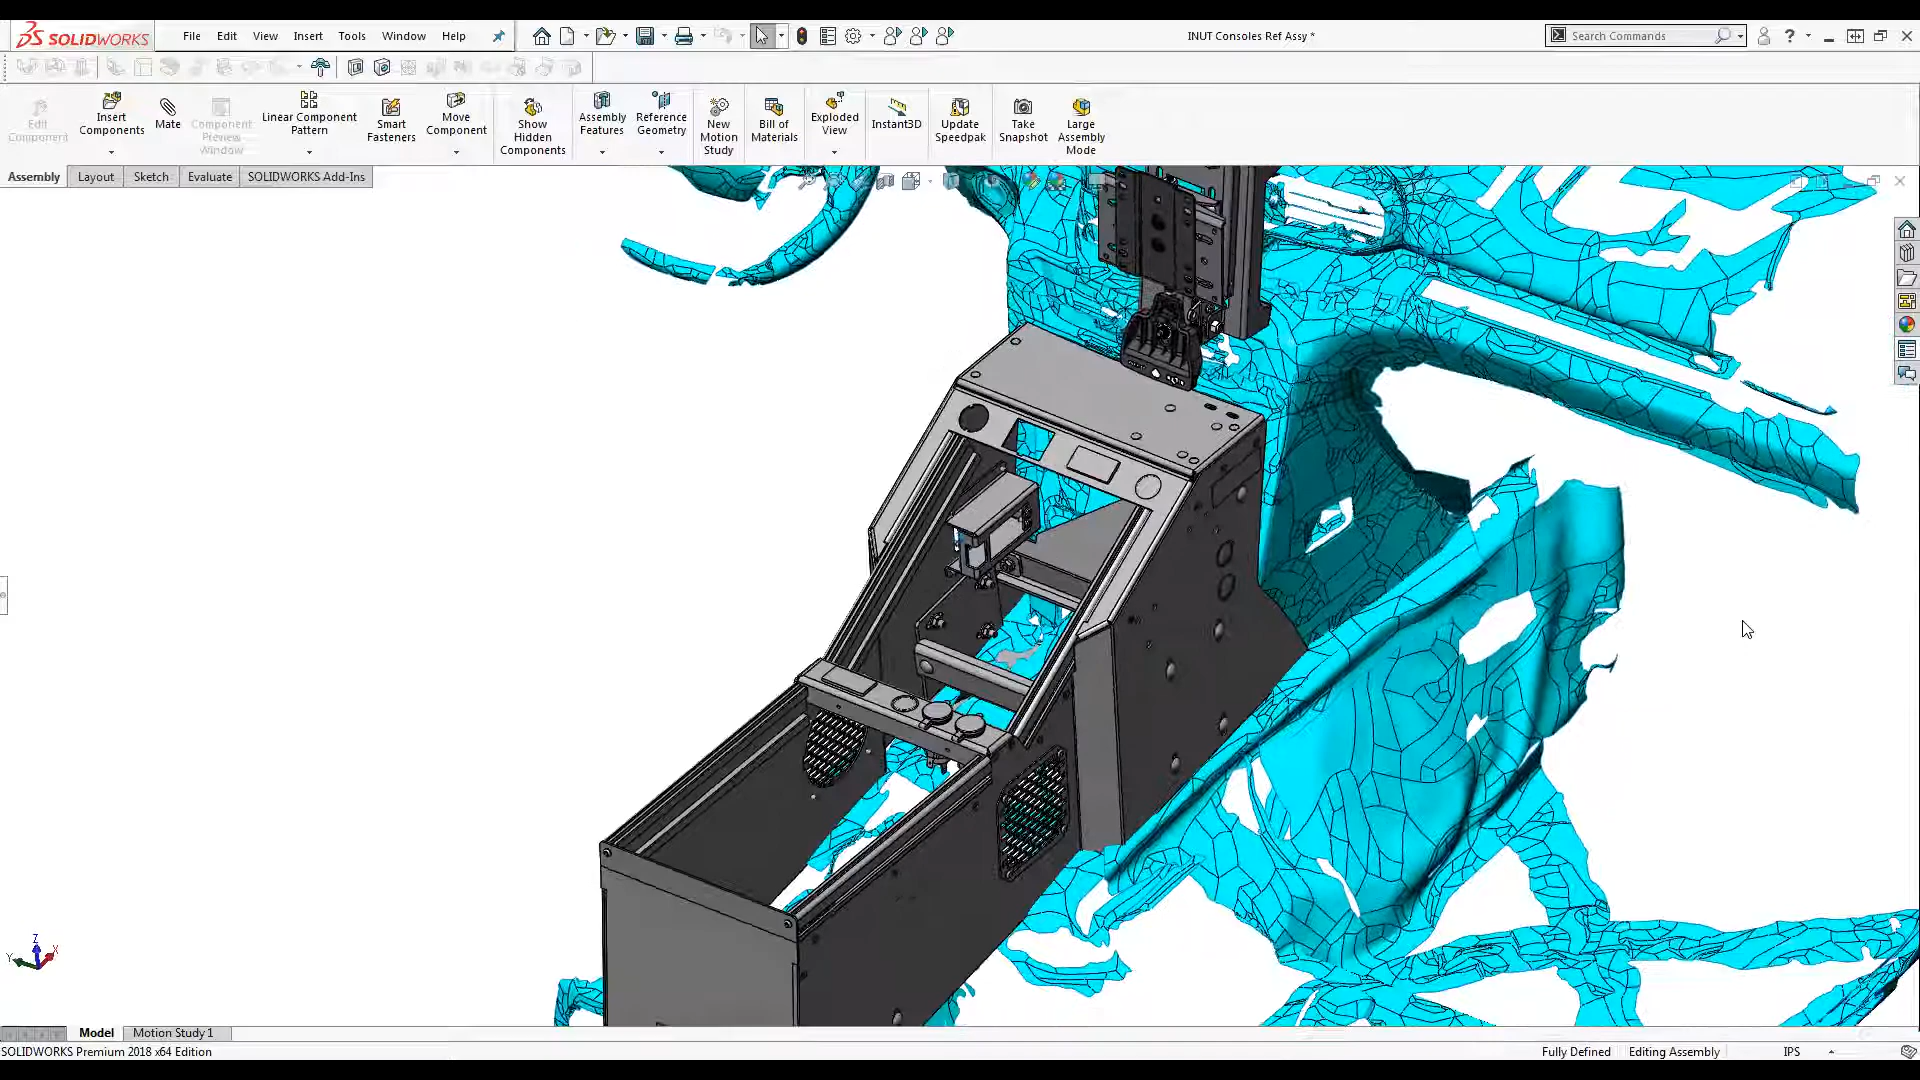 SOLIDWORKS
File Edit View Insert Tools Window Help
INUT Consoles Ref Assy *
Search Commands
?
Edit Component
Insert Components
Mate
Component Preview Window
Linear Component Pattern
Smart Fasteners
Move Component
Show Hidden Components
Assembly Features
Reference Geometry
New Motion Study
Bill of Materials
Exploded View
Instant3D
Update Speedpak
Take Snapshot
Large Assembly Mode
Assembly Layout Sketch Evaluate SOLIDWORKS Add-Ins
Z
Y
X
Model Motion Study 1
SOLIDWORKS Premium 2018 x64 Edition
Fully Defined Editing Assembly IPS